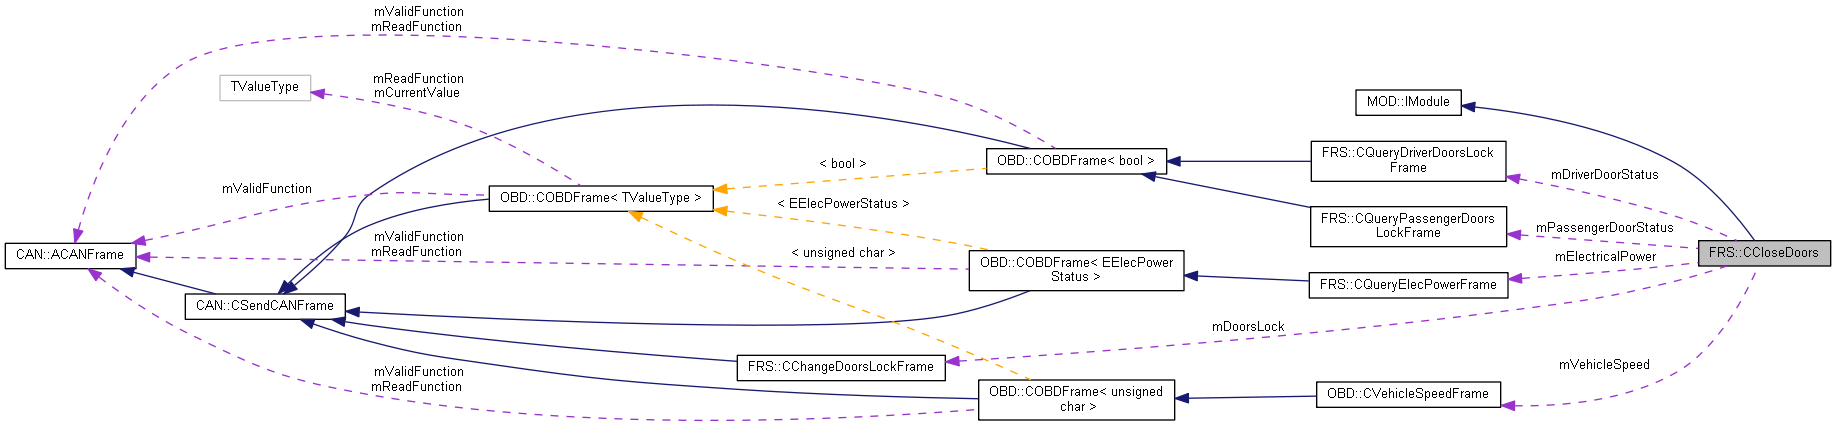 mValidFunction
mReadFunction
TValueType
mReadFunction
mCurrentValue
MOD::IModule
< bool >
OBD::COBDFrame< bool >
FRS::CQueryDriverDoorsLock
Frame
mDriverDoorStatus
mValidFunction
OBD::COBDFrame< TValueType >
< EElecPowerStatus >
FRS::CQueryPassengerDoors
LockFrame
mPassengerDoorStatus
CAN::ACANFrame
mValidFunction
mReadFunction
< unsigned char >
OBD::COBDFrame< EElecPower
Status >
mElectricalPower
FRS::CCloseDoors
FRS::CQueryElecPowerFrame
CAN::CSendCANFrame
mDoorsLock
FRS::CChangeDoorsLockFrame
mVehicleSpeed
mValidFunction
mReadFunction
OBD::COBDFrame< unsigned
char >
OBD::CVehicleSpeedFrame